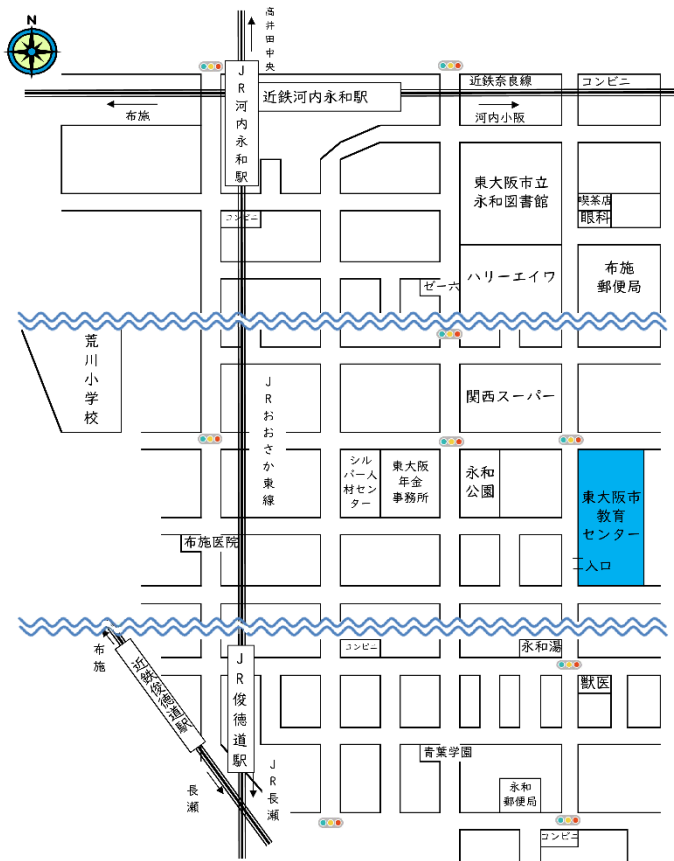 N
高井田中央
JR河内永和駅
近鉄河内永和駅
近鉄奈良線
コンビニ
布施
河内小阪
東大阪市立
永和図書館
喫茶店
眼科
コンビニ
ゼー六
ハリーエイワ
布施
郵便局
荒川小学校
JRおおさか東線
関西スーパー
シル
バー人
材セン
ター
東大阪
年金
事務所
永和
公園
東大阪市
教育
センター
布施医院
入口
布施
近鉄俊徳道駅
JR俊徳道駅
コンビニ
永和湯
獣医
長瀬
JR長瀬
青葉学園
永和
郵便局
コンビニ